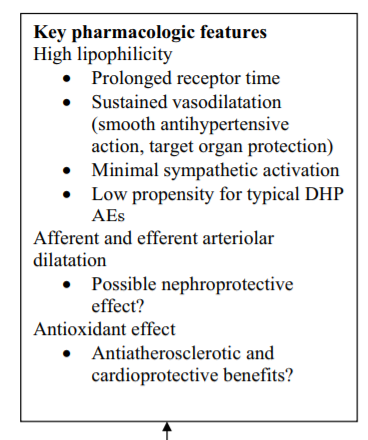 Key pharmacologic features
High lipophilicity
• Prolonged receptor time
• Sustained vasodilatation
(smooth antihypertensive
action, target organ protection)
• Minimal sympathetic activation
• Low propensity for typical DHP
AEs
Afferent and efferent arteriolar
dilatation
• Possible nephroprotective
effect?
Antioxidant effect
• Antiatherosclerotic and
cardioprotective benefits?